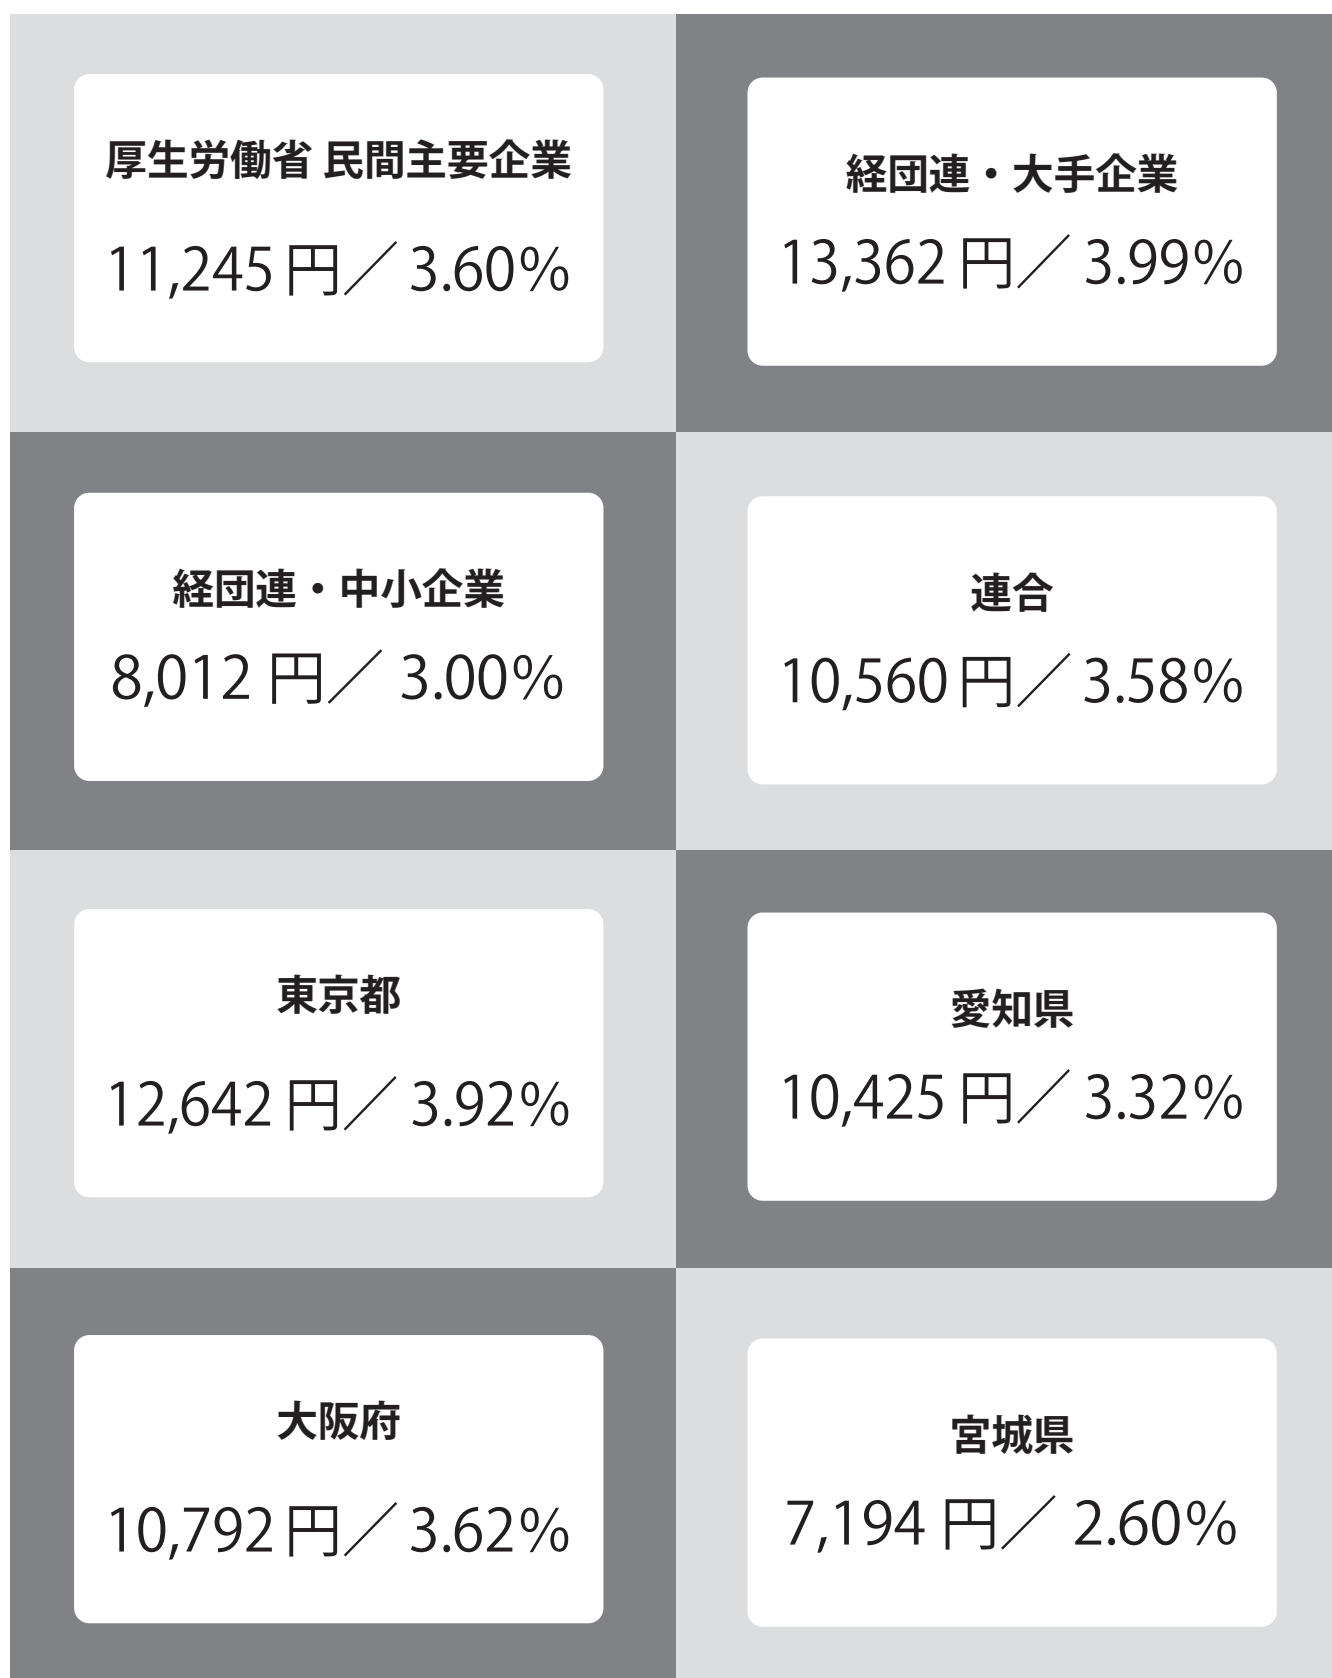 厚生労働省 民間主要企業
11,245 円／ 3.60%
経団連・大手企業
13,362 円／ 3.99%
経団連・中小企業
8,012 円／ 3.00%
連合
10,560 円／ 3.58%
東京都
12,642 円／ 3.92%
愛知県
10,425 円／ 3.32%
大阪府
10,792 円／ 3.62%
宮城県
7,194 円／ 2.60%